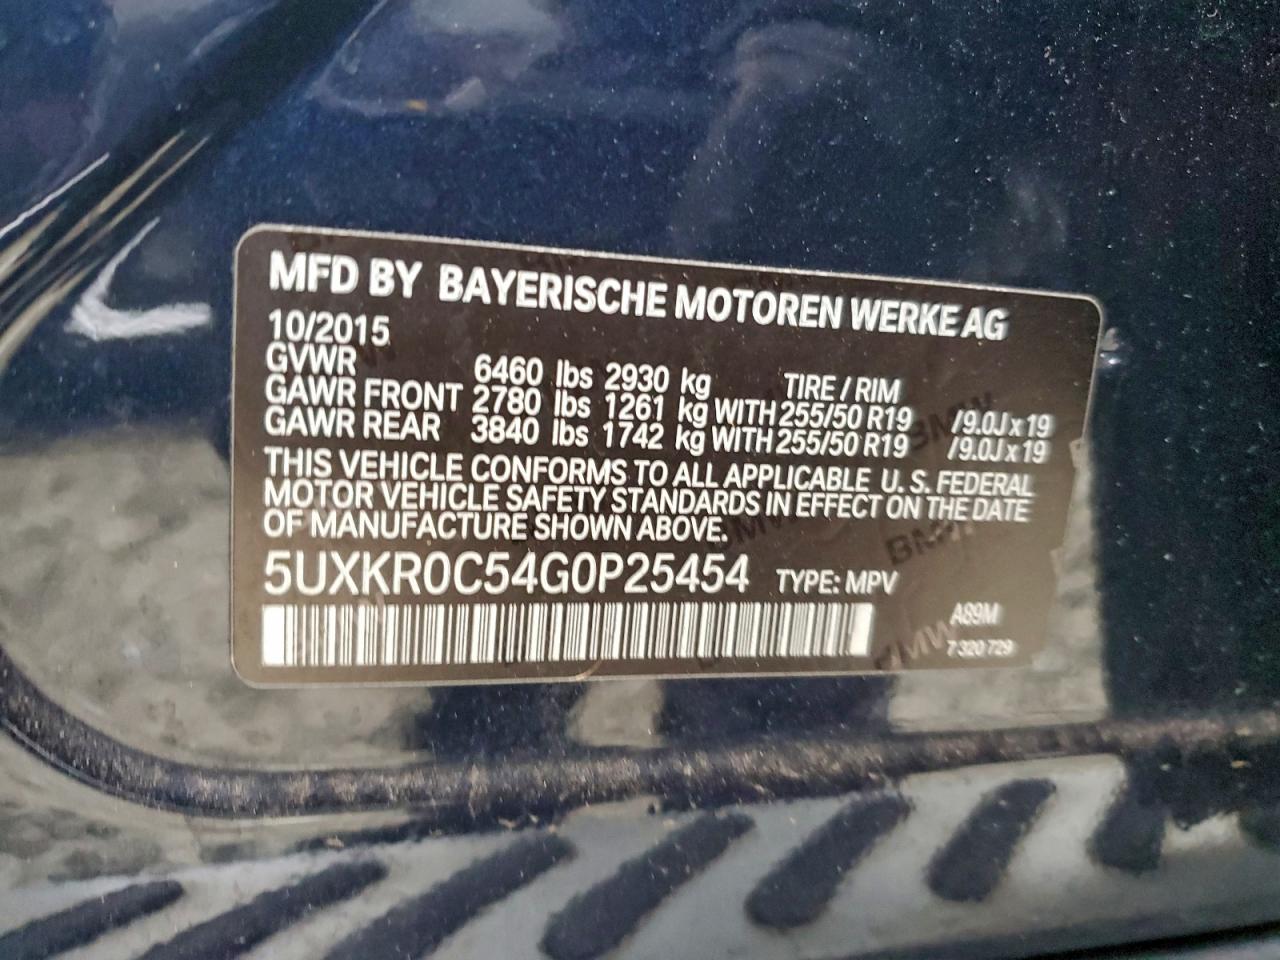 MFD BY BAYERISCHE MOTOREN WERKE AG
10/2015
GVWR 6460 lbs 2930 kg TIRE / RIM
GAWR FRONT 2780 lbs 1261 kg WITH 255/50 R19 /9.0J x 19
GAWR REAR 3840 lbs 1742 kg WITH 255/50 R19 /9.0J x 19
THIS VEHICLE CONFORMS TO ALL APPLICABLE U. S. FEDERAL
MOTOR VEHICLE SAFETY STANDARDS IN EFFECT ON THE DATE
OF MANUFACTURE SHOWN ABOVE.
5UXKR0C54G0P25454 TYPE: MPV
A89M
7 320 729